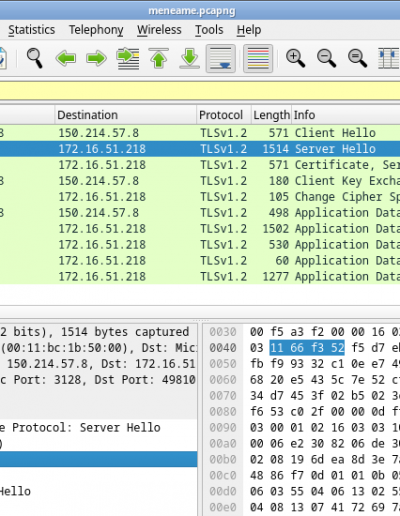 meneame.pcapng
Statistics Telephony Wireless Tools Help
Destination Protocol Length Info
8 150.214.57.8 TLSv1.2 571 Client Hello
172.16.51.218 TLSv1.2 1514 Server Hello
172.16.51.218 TLSv1.2 571 Certificate, Ser
8 150.214.57.8 TLSv1.2 180 Client Key Excha
172.16.51.218 TLSv1.2 105 Change Cipher Sp
8 150.214.57.8 TLSv1.2 498 Application Data
172.16.51.218 TLSv1.2 1502 Application Data
172.16.51.218 TLSv1.2 530 Application Data
172.16.51.218 TLSv1.2 60 Application Data
172.16.51.218 TLSv1.2 1277 Application Data
2 bits), 1514 bytes captured
(00:11:bc:1b:50:00), Dst: Mic
150.214.57.8, Dst: 172.16.51
c Port: 3128, Dst Port: 49810
e Protocol: Server Hello
)
Hello
0030 00 f5 a3 f2 00 00 16 03
0040 03 11 66 f3 52 f5 d7 eb
0050 fb f9 93 32 c1 0e e7 49
0060 68 20 e5 43 5c 7e 52 cf
0070 34 d7 45 3f 02 b5 02 3
0080 f6 53 c0 2f 00 00 0d ff
0090 03 00 01 02 16 03 03 10
00a0 00 06 e2 30 82 06 de 30
00b0 02 08 19 6d ea 8d 3e 7
00c0 48 86 f7 0d 01 01 0b 05
00d0 06 03 55 04 06 13 02 55
00e0 04 08 13 07 41 72 69 7